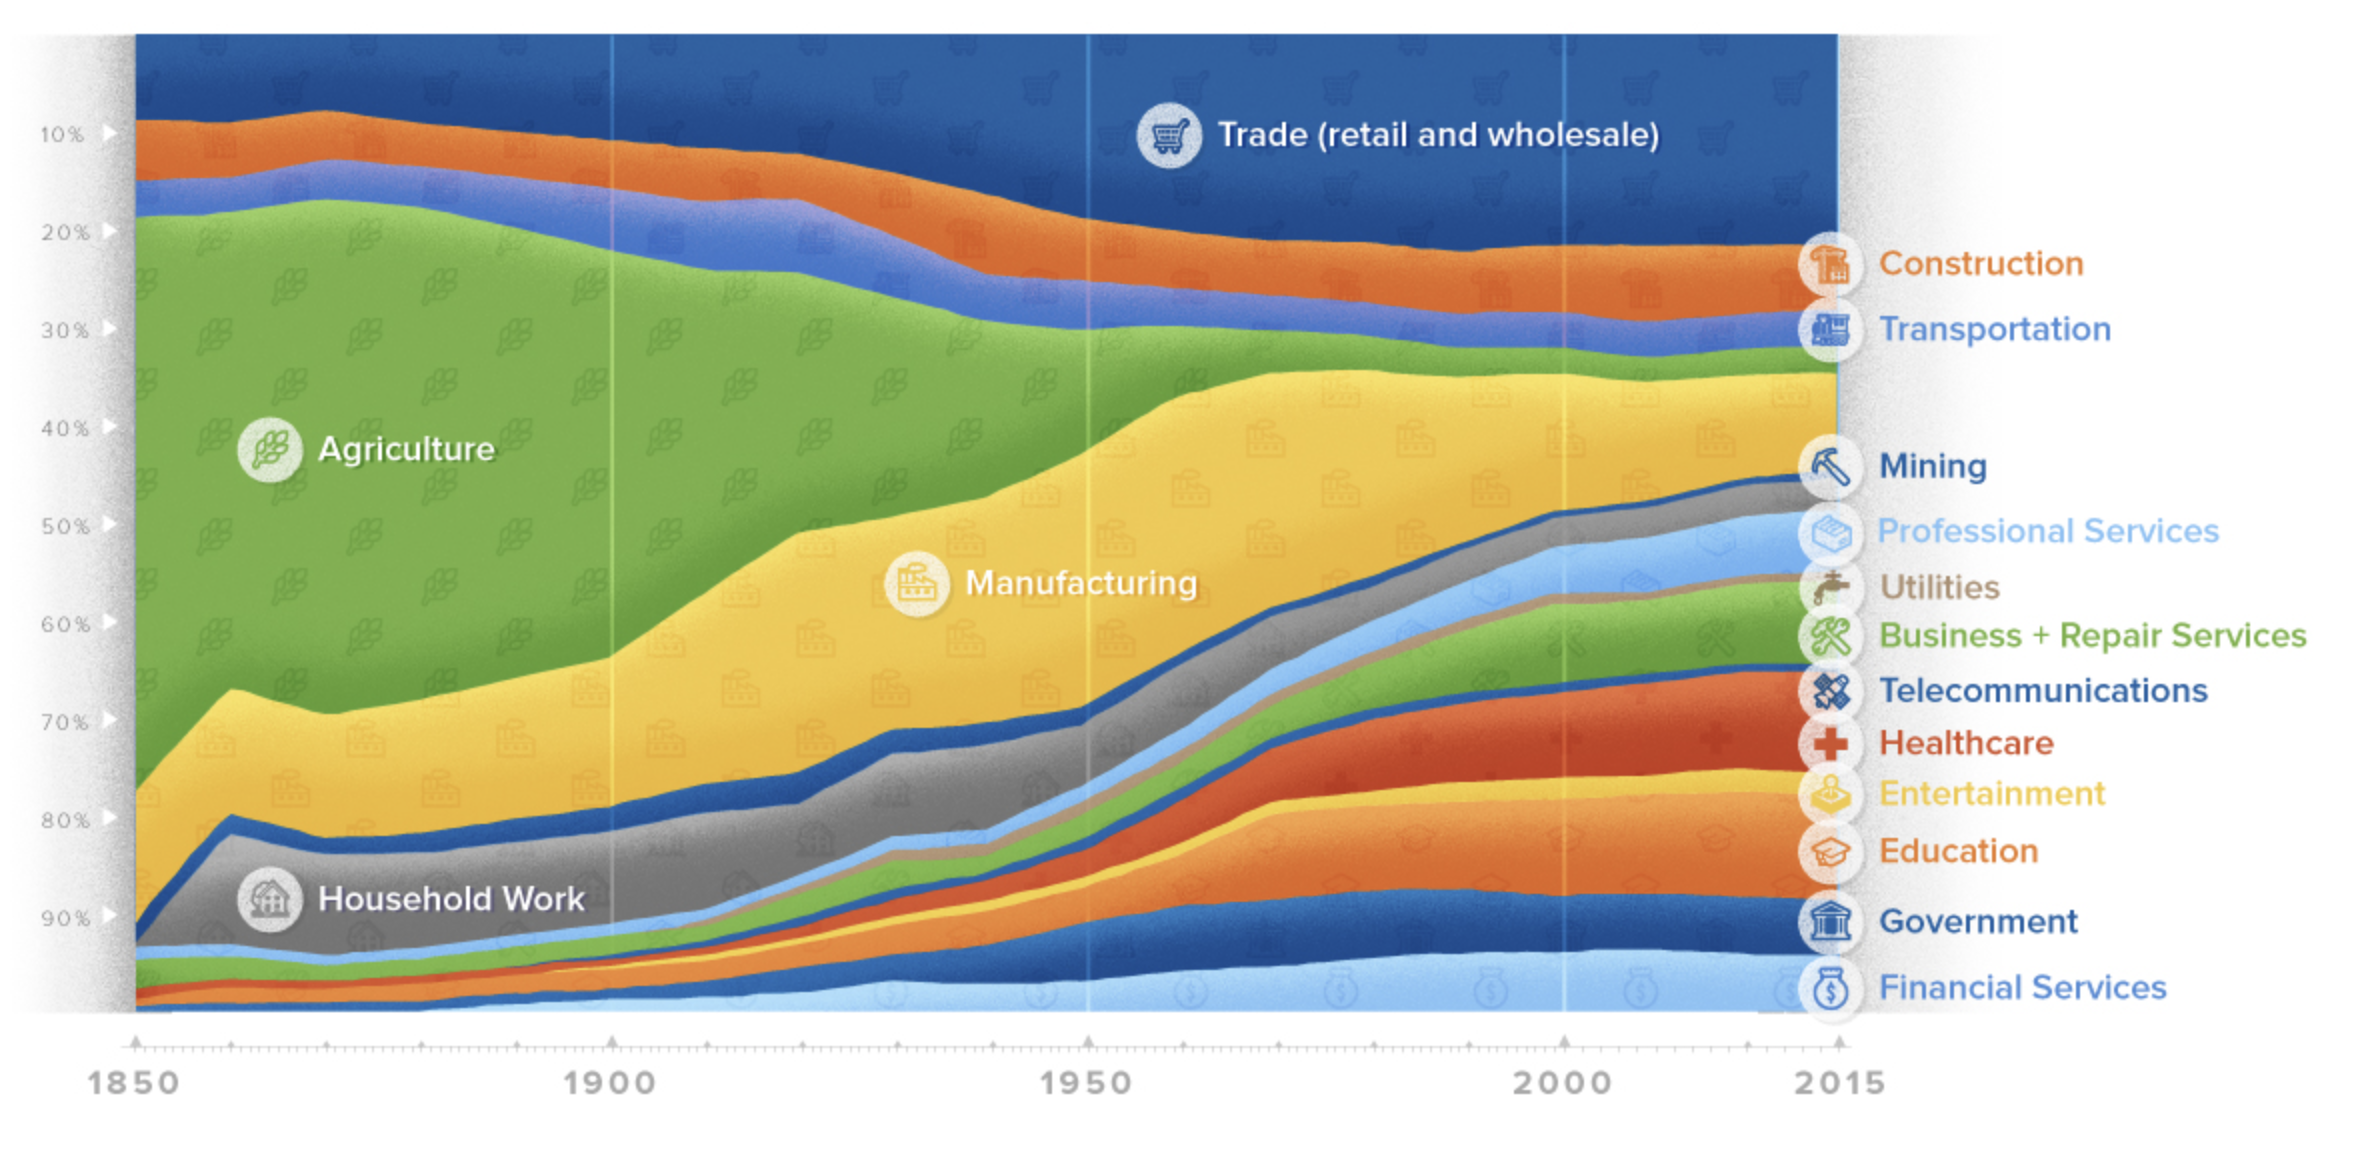 Trade (retail and wholesale)
10%
20%
Construction
30%
Transportation
40%
Agriculture
Mining
50%
Professional Services
Manufacturing
Utilities
60%
Business + Repair Services
Telecommunications
70%
Healthcare
Entertainment
80%
Education
Household Work
90%
Government
Financial Services
1850 1900 1950 2000 2015